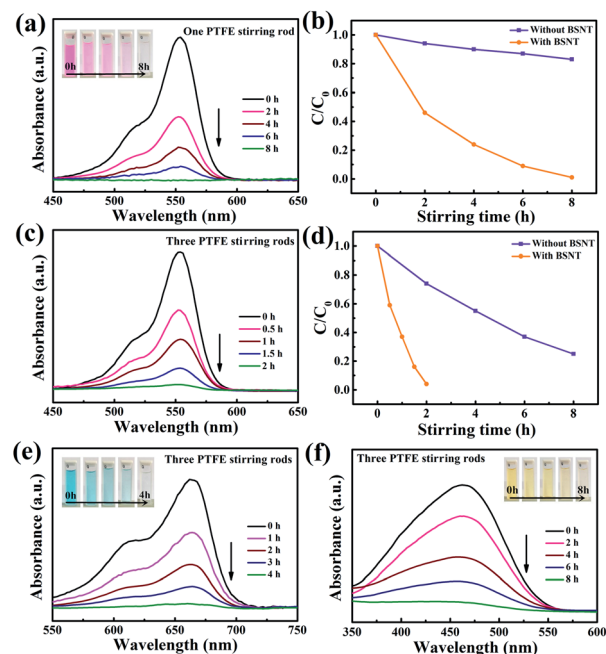 (a)
One PTFE stirring rod
0h
8h
0 h
2 h
4 h
6 h
8 h
Absorbance (a.u.)
450 500 550 600 650
Wavelength (nm)
(b)
Without BSNT
With BSNT
C/C0
1.0
0.8
0.6
0.4
0.2
0.0
0 2 4 6 8
Stirring time (h)
(c)
Three PTFE stirring rods
0 h
0.5 h
1 h
1.5 h
2 h
Absorbance (a.u.)
450 500 550 600 650
Wavelength (nm)
(d)
Without BSNT
With BSNT
C/C0
1.0
0.8
0.6
0.4
0.2
0.0
0 2 4 6 8
Stirring time (h)
(e)
Three PTFE stirring rods
0h
4h
0 h
1 h
2 h
3 h
4 h
Absorbance (a.u.)
550 600 650 700 750
Wavelength (nm)
(f)
Three PTFE stirring rods
0h
8h
0 h
2 h
4 h
6 h
8 h
Absorbance (a.u.)
350 400 450 500 550 600
Wavelength (nm)